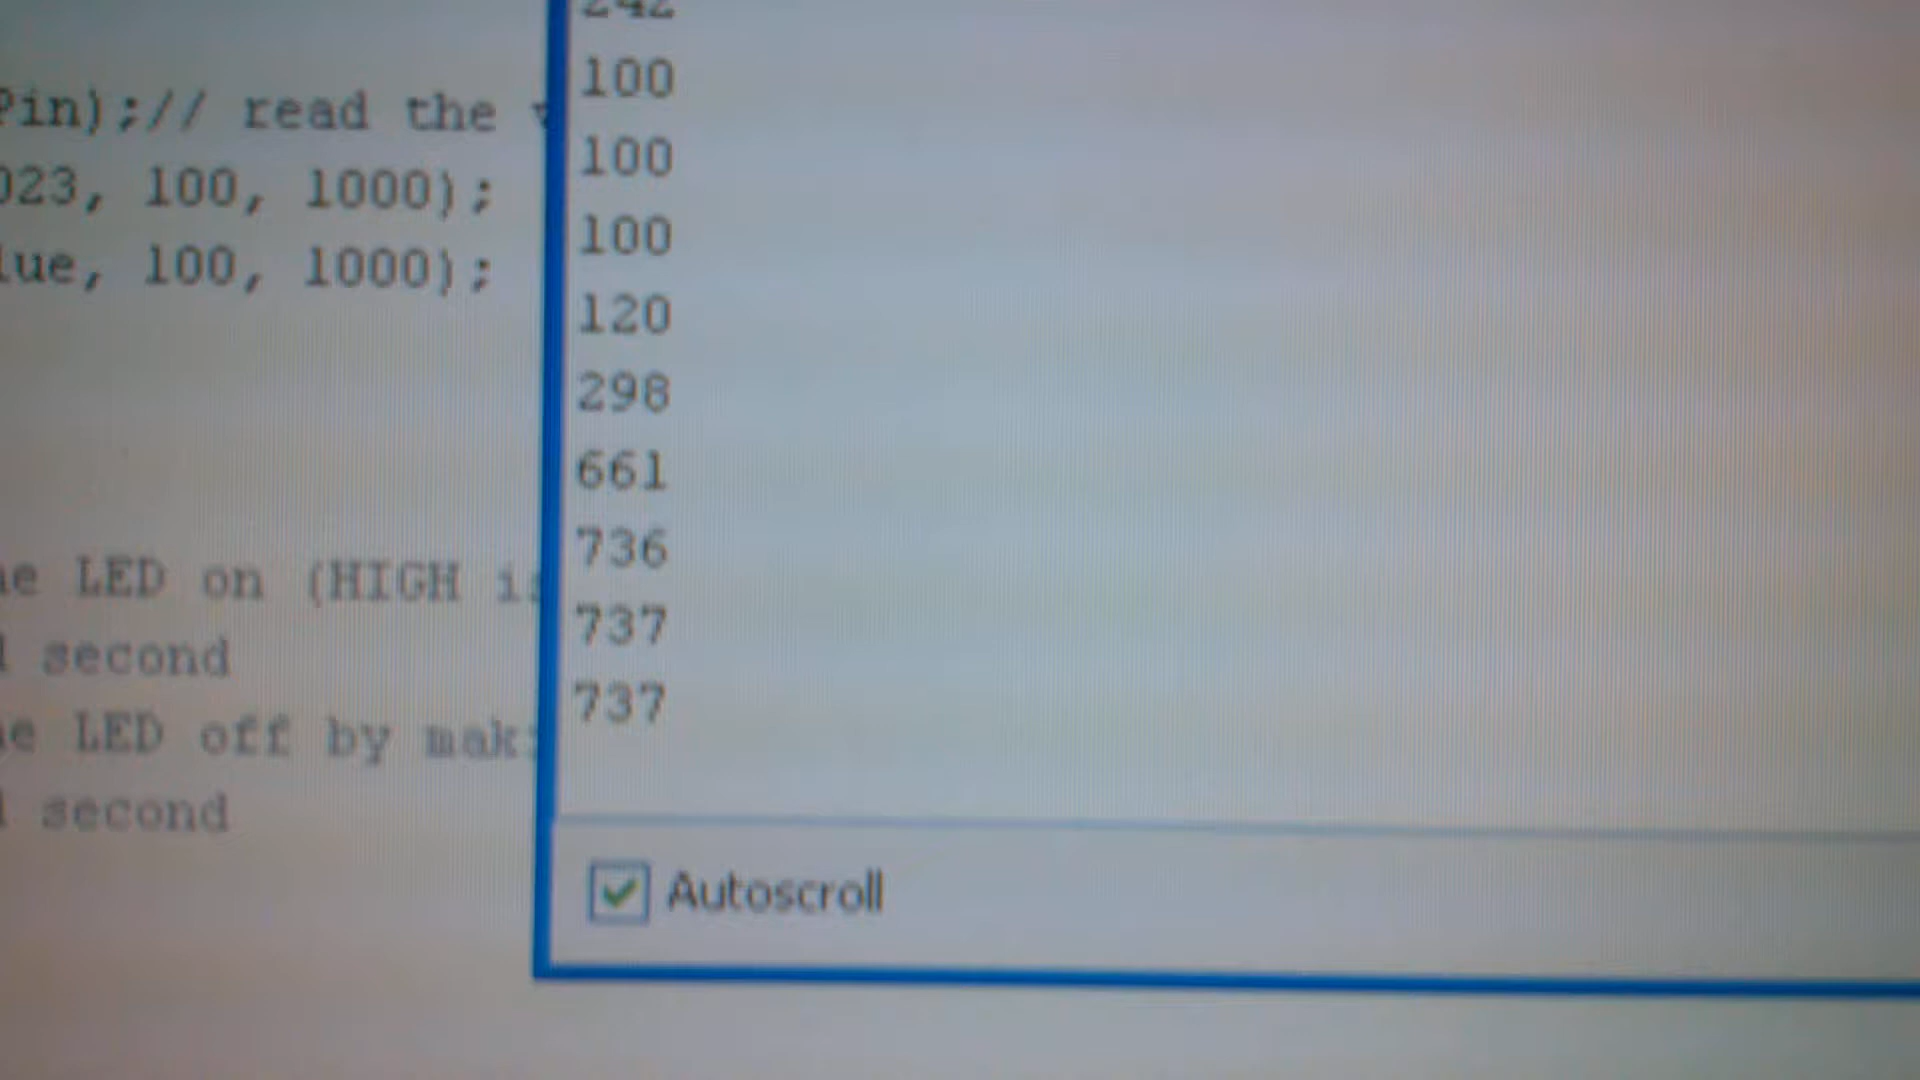 Pin);// read the
023, 100, 1000);
lue, 100, 1000);
LED on (HIGH
second
LED off by mak
second
242
100
100
100
120
298
661
736
737
737
Autoscroll